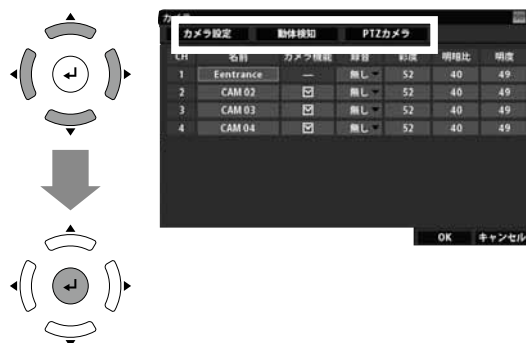 カメラ
カメラ設定 動体検知 PTZカメラ
CH 名前 カメラ機能 録音 彩度 明暗比 明度
1 Eentrance — 無し 52 40 49
2 CAM 02 無し 52 40 49
3 CAM 03 無し 52 40 49
4 CAM 04 無し 52 40 49
OK キャンセル